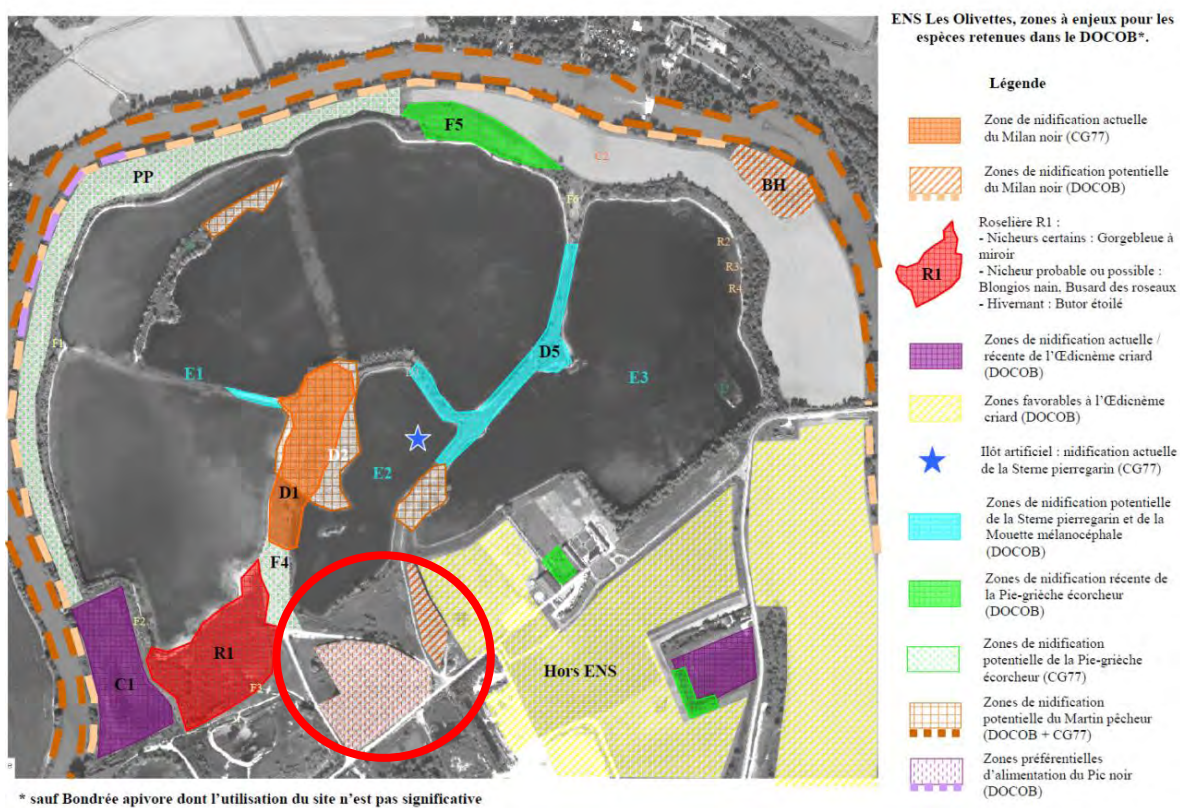 ENS Les Olivettes, zones à enjeux pour les
espèces retenues dans le DOCOB*.
Légende
Zone de nidification actuelle
du Milan noir (CG77)
Zones de nidification potentielle
du Milan noir (DOCOB)
R1
Roselière R1 :
- Nicheurs certains : Gorgebleue à
miroir
- Nicheur probable ou possible :
Blongios nain, Busard des roseaux
- Hivernant : Butor étoilé
Zones de nidification actuelle /
récente de l'Œdicnème criard
(DOCOB)
Zones favorables à l'Œdicnème
criard (DOCOB)
Ilôt artificiel : nidification actuelle
de la Sterne pierregarin (CG77)
Zones de nidification potentielle
de la Sterne pierregarin et de la
Mouette mélanocéphale
(DOCOB)
Zones de nidification récente de
la Pie-grièche écorcheur
(DOCOB)
Zones de nidification
potentielle de la Pie-grièche
écorcheur (CG77)
Zones de nidification
potentielle du Martin pêcheur
(DOCOB + CG77)
Zones préférentielles
d'alimentation du Pic noir
(DOCOB)
F5
C2
BH
PP
F6
R2
R3
R4
F1
E1
D5
E3
D2
E2
D1
F4
F2
R1
C1
F3
Hors ENS
* sauf Bondrée apivore dont l'utilisation du site n'est pas significative